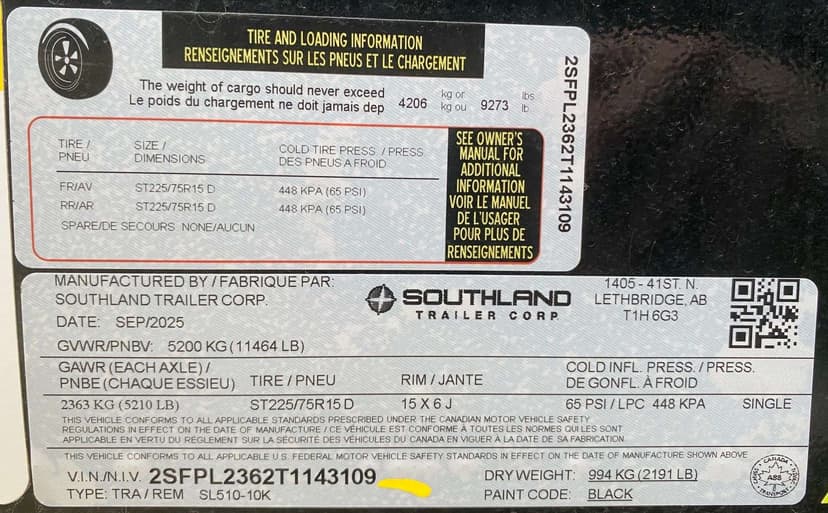 TIRE AND LOADING INFORMATION
RENSEIGNEMENTS SUR LES PNEUS ET LE CHARGEMENT
The weight of cargo should never exceed
Le poids du chargement ne doit jamais dep 4206 kg or kg ou 9273 lbs lb.
TIRE / PNEU SIZE / DIMENSIONS COLD TIRE PRESS / PRESS DES PNEUS A FROID
FR/AV ST225/75R15 D 448 KPA (65 PSI)
RR/AR ST225/75R15 D 448 KPA (65 PSI)
SPARE/DE SECOURS NONE/AUCUN
SEE OWNER'S
MANUAL FOR
ADDITIONAL
INFORMATION
VOIR LE MANUEL
DE L'USAGER
POUR PLUS DE
RENSEIGNEMENTS
2SFPL2362T1143109
MANUFACTURED BY / FABRIQUE PAR:
SOUTHLAND TRAILER CORP.
DATE: SEP/2025
GVWR/PNBV: 5200 KG (11464 LB)
SOUTHLAND
TRAILER CORP.
1405 - 41ST. N.
LETHBRIDGE, AB
T1H 6G3
GAWR (EACH AXLE) / PNBE (CHAQUE ESSIEU) TIRE / PNEU RIM / JANTE COLD INFL. PRESS. / PRESS. DE GONFL. À FROID
2363 KG (5210 LB) ST225/75R15 D 15 X 6 J 65 PSI / LPC 448 KPA SINGLE
THIS VEHICLE CONFORMS TO ALL APPLICABLE STANDARDS PRESCRIBED UNDER THE CANADIAN MOTOR VEHICLE SAFETY
REGULATIONS IN EFFECT ON THE DATE OF MANUFACTURE / CE VÉHICULE EST CONFORME À TOUTES LES NORMES QUI LES SONT
APPLICABLE EN VERTU DU RÉGLEMENT SUR LA SÉCURITÉ DES VÉHICULES DU CANADA EN VIGUER À LA DATE DE SA FABRICATION.
THIS VEHICLE CONFORMS TO ALL APPLICABLE U.S. FEDERAL MOTOR VEHICLE SAFETY STANDARDS IN EFFECT ON THE DATE OF MANUFACTURE SHOWN ABOVE
V.I.N./N.I.V. 2SFPL2362T1143109 DRY WEIGHT: 994 KG (2191 LB)
TYPE: TRA / REM SL510-10K PAINT CODE: BLACK
CANADA
ABB
TRANSPORT